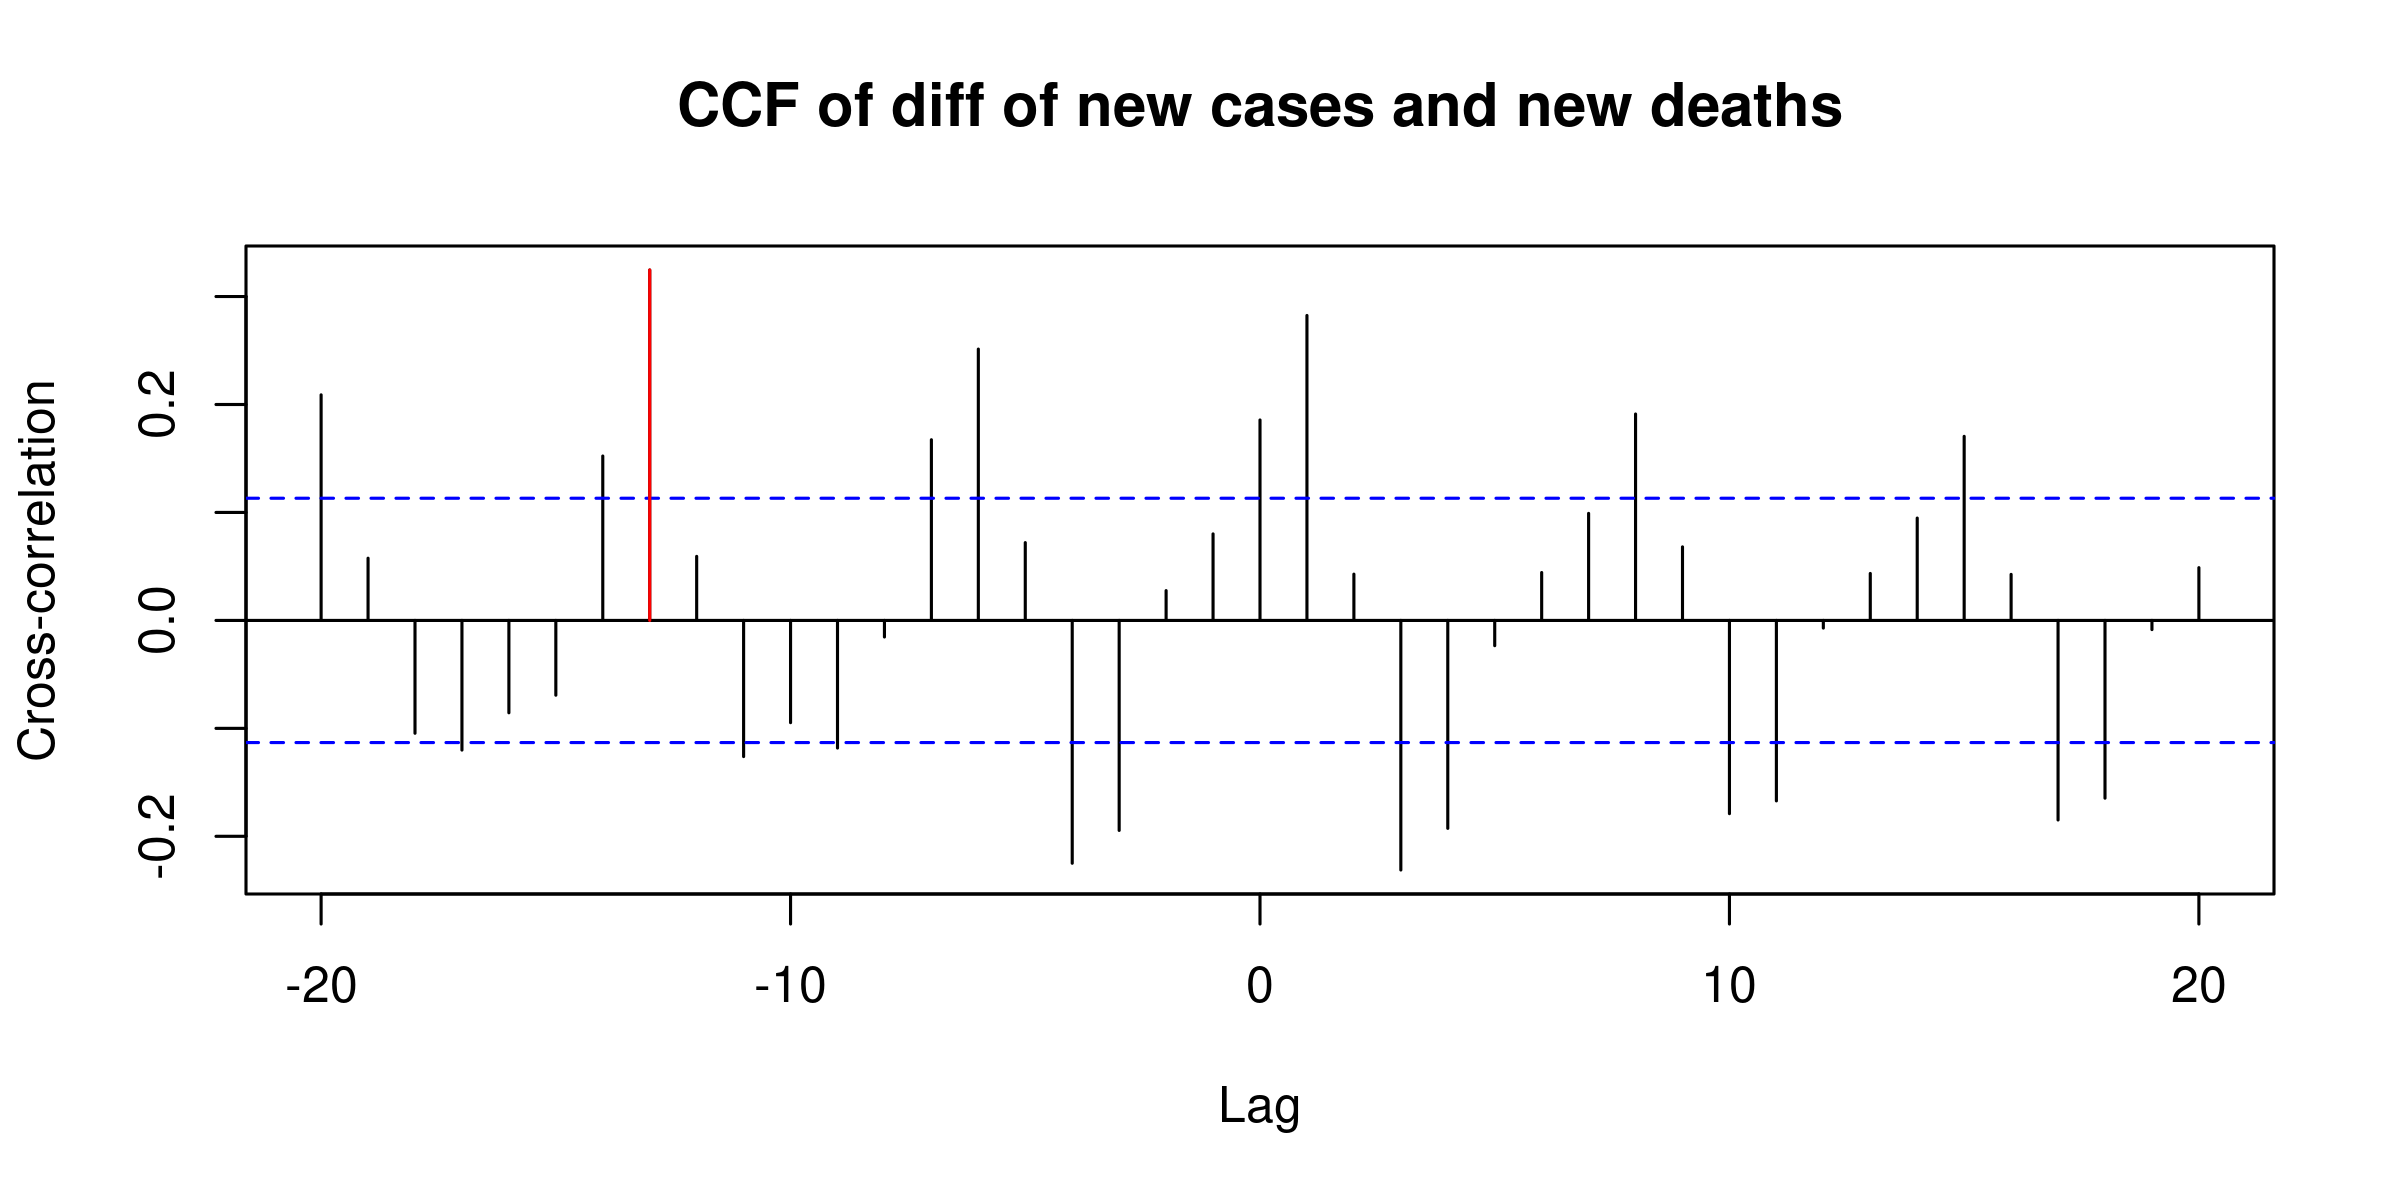 CCF of diff of new cases and new deaths
Cross-correlation
0.2
0.0
-0.2
-20
-10
0
10
20
Lag